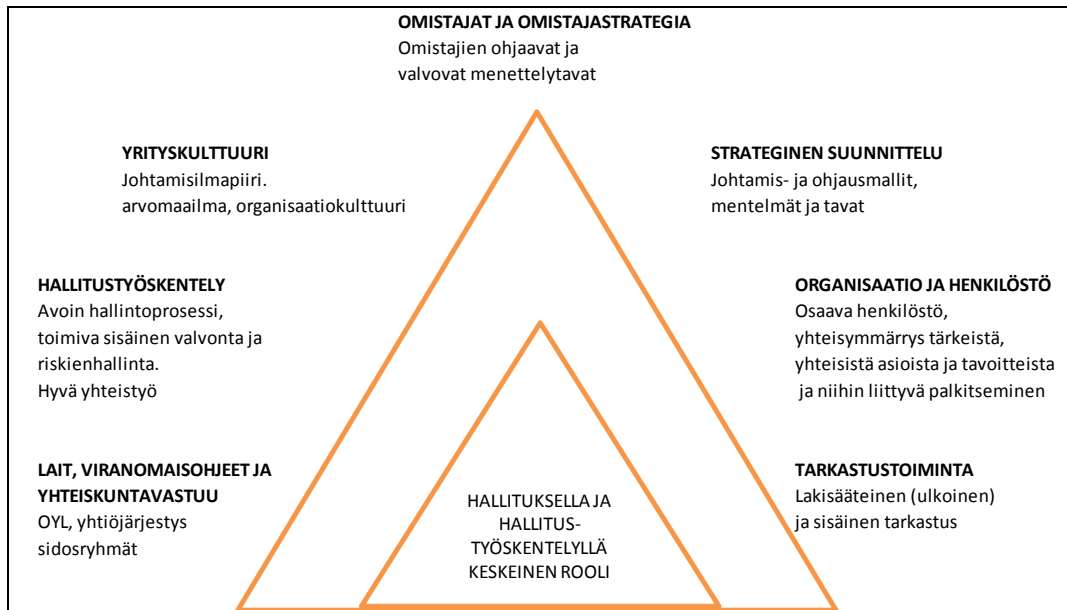 OMISTAJAT JA OMISTAJASTRATEGIA
Omistajien ohjaavat ja
valvovat menettelytavat
YRITYSKULTTUURI
Johtamisilmapiiri.
arvomaailma, organisaatiokulttuuri
STRATEGINEN SUUNNITTELU
Johtamis- ja ohjausmallit,
mentelmät ja tavat
HALLITUSTYÖSKENTELY
Avoin hallintoprosessi,
toimiva sisäinen valvonta ja
riskienhallinta.
Hyvä yhteistyö
ORGANISAATIO JA HENKILÖSTÖ
Osaava henkilöstö,
yhteisymmärrys tärkeistä,
yhteisistä asioista ja tavoitteista
ja niihin liittyvä palkitseminen
LAIT, VIRANOMAISOHJEET JA
YHTEISKUNTAVASTUU
OYL, yhtiöjärjestys
sidosryhmät
HALLITUKSELLA JA
HALLITUS-
TYÖSKENTELYLLÄ
KESKEINEN ROOLI
TARKASTUSTOIMINTA
Lakisääteinen (ulkoinen)
ja sisäinen tarkastus